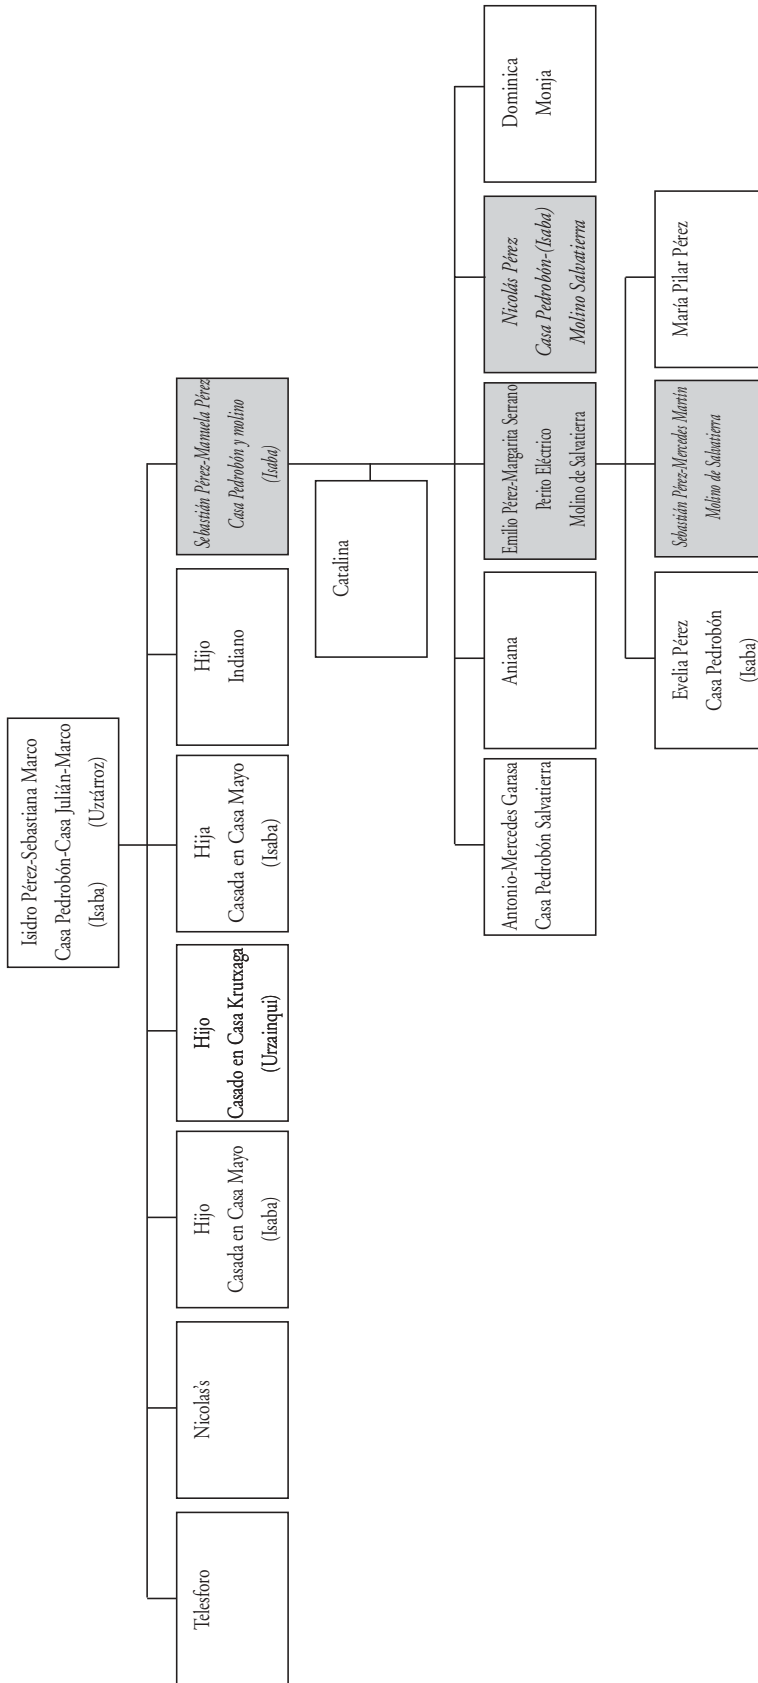 Isidro Pérez-Sebastiana Marco
Casa Pedrobón-Casa Julián-Marco
(Isaba) (Uztárroz)
Telesforo
Nicolas's
Hijo
Casada en Casa Mayo
(Isaba)
Hijo
Casado en Casa Krutxaga
(Urzainqui)
Hija
Casada en Casa Mayo
(Isaba)
Hijo
Indiano
Sebastián Pérez-Manuela Pérez
Casa Pedrobón y molino
(Isaba)
Catalina
Antonio-Mercedes Garasa
Casa Pedrobón Salvatierra
Aniana
Emilio Pérez-Margarita Serrano
Perito Eléctrico
Molino de Salvatierra
Nicolás Pérez
Casa Pedrobón-(Isaba)
Molino Salvatierra
Dominica
Monja
Evelia Pérez
Casa Pedrobón
(Isaba)
Sebastián Pérez-Mercedes Martín
Molino de Salvatierra
María Pilar Pérez